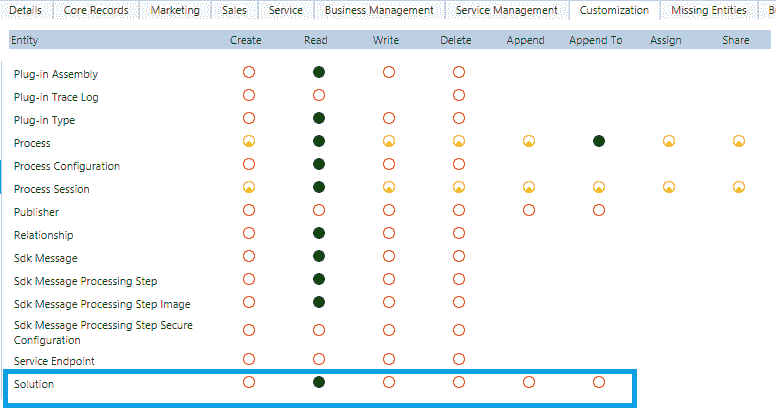 Details Core Records Marketing Sales Service Business Management Service Management Customization Missing Entities B
Entity Create Read Write Delete Append Append To Assign Share
Plug-in Assembly
Plug-in Trace Log
Plug-in Type
Process
Process Configuration
Process Session
Publisher
Relationship
Sdk Message
Sdk Message Processing Step
Sdk Message Processing Step Image
Sdk Message Processing Step Secure
Configuration
Service Endpoint
Solution